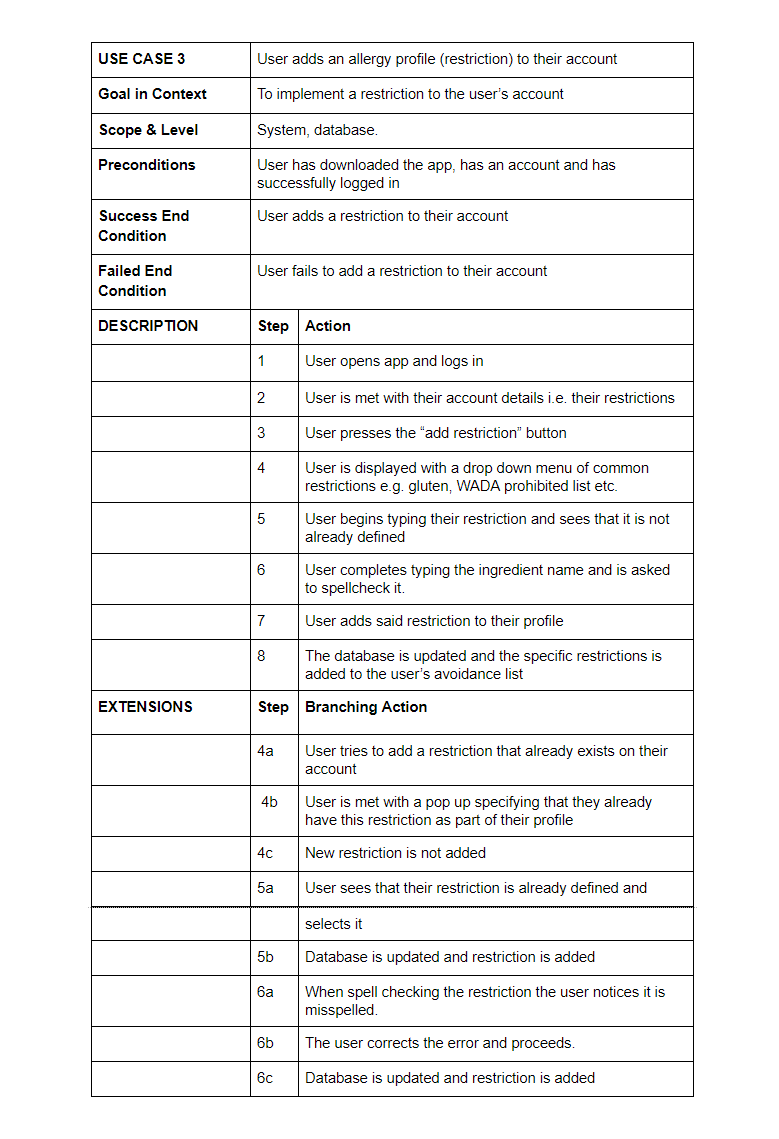 USE CASE 3 User adds an allergy profile (restriction) to their account
Goal in Context To implement a restriction to the user’s account
Scope & Level System, database.
Preconditions User has downloaded the app, has an account and has
successfully logged in
Success End User adds a restriction to their account
Condition
Failed End User fails to add a restriction to their account
Condition
DESCRIPTION Step Action
1 User opens app and logs in
2 User is met with their account details i.e. their restrictions
3 User presses the “add restriction” button
4 User is displayed with a drop down menu of common
restrictions e.g. gluten, WADA prohibited list etc.
5 User begins typing their restriction and sees that it is not
already defined
6 User completes typing the ingredient name and is asked
to spellcheck it.
7 User adds said restriction to their profile
8 The database is updated and the specific restrictions is
added to the user’s avoidance list
EXTENSIONS Step Branching Action
4a User tries to add a restriction that already exists on their
account
4b User is met with a pop up specifying that they already
have this restriction as part of their profile
4c New restriction is not added
5a User sees that their restriction is already defined and
selects it
5b Database is updated and restriction is added
6a When spell checking the restriction the user notices it is
misspelled.
6b The user corrects the error and proceeds.
6c Database is updated and restriction is added